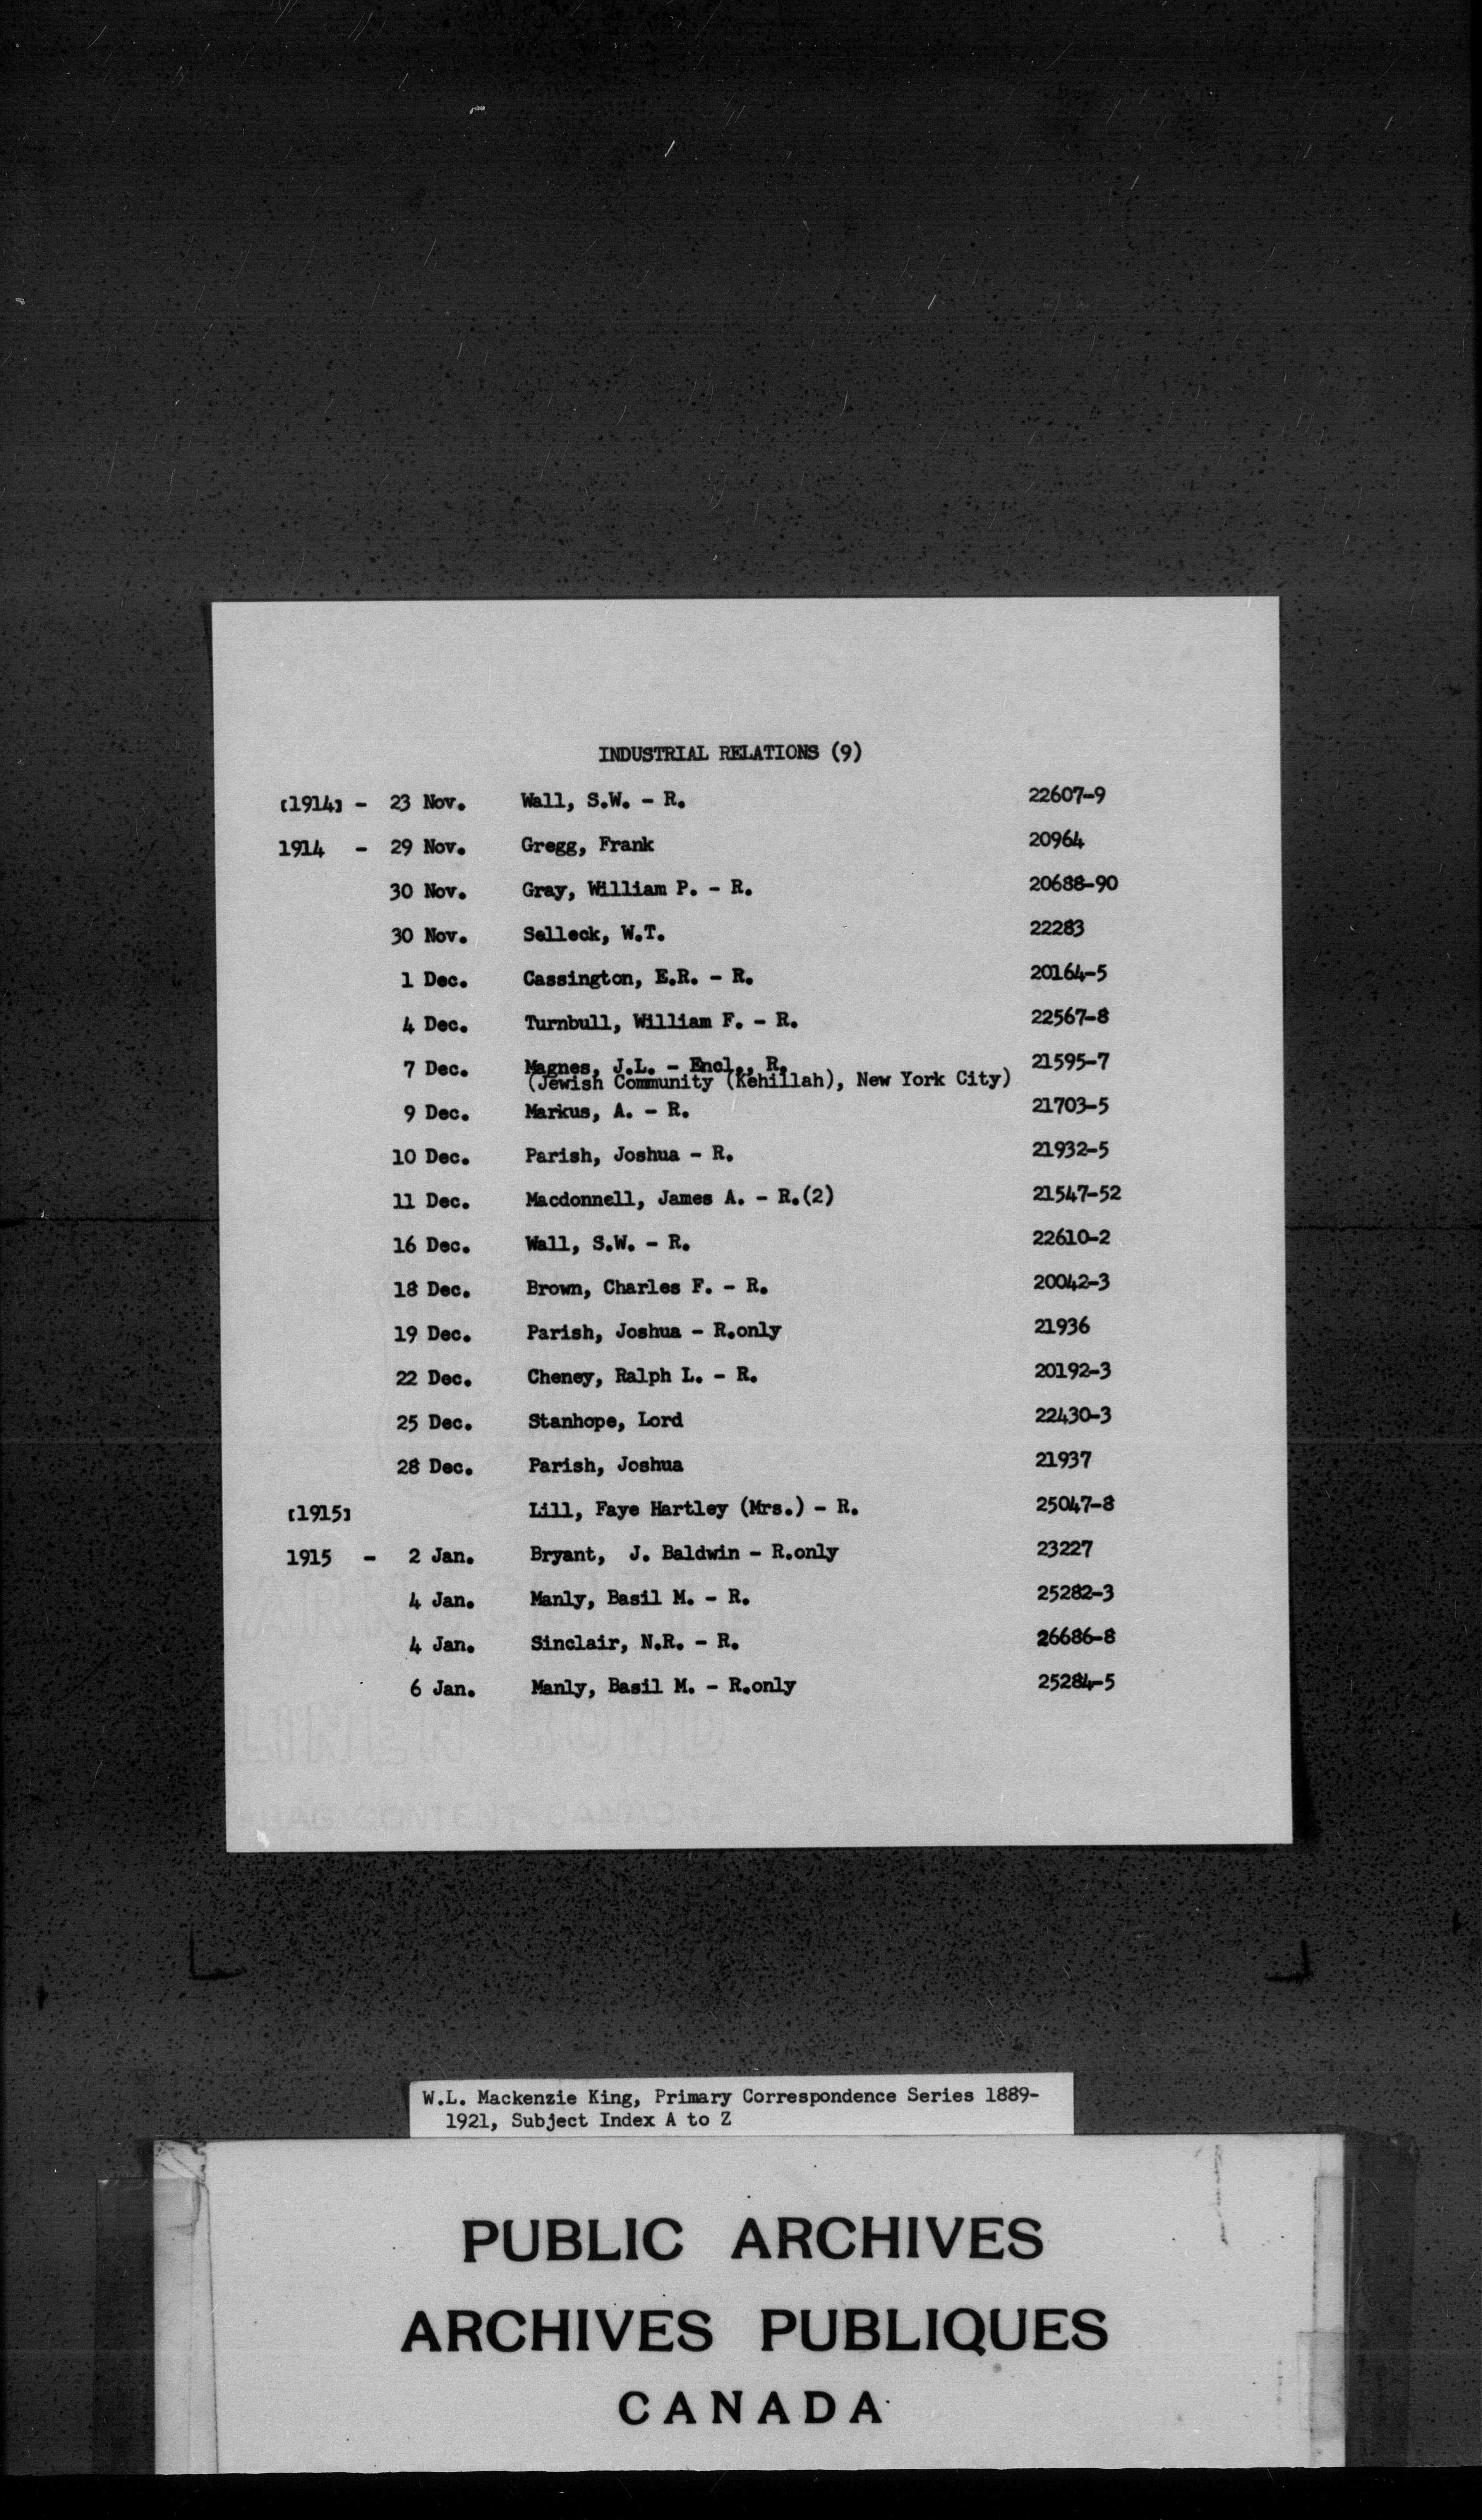 INDUSTRIAL RELATIONS (9)
[1914] - 23 Nov. Wall, S.W. - R. 22607-9
1914 - 29 Nov. Gregg, Frank 20964
30 Nov. Gray, William P. - R. 20688-90
30 Nov. Selleck, W.T. 22283
1 Dec. Cassington, E.R. - R. 20164-5
4 Dec. Turnbull, William F. - R. 22567-8
7 Dec. Magnes, J.L. - Encl., R. 21595-7
(Jewish Community (Kehillah), New York City)
9 Dec. Markus, A. - R. 21703-5
10 Dec. Parish, Joshua - R. 21932-5
11 Dec. Macdonnell, James A. - R.(2) 21547-52
16 Dec. Wall, S.W. - R. 22610-2
18 Dec. Brown, Charles F. - R. 20042-3
19 Dec. Parish, Joshua - R.only 21936
22 Dec. Cheney, Ralph L. - R. 20192-3
25 Dec. Stanhope, Lord 22430-3
28 Dec. Parish, Joshua 21937
[1915] Lill, Faye Hartley (Mrs.) - R. 25047-8
1915 - 2 Jan. Bryant, J. Baldwin - R.only 23227
4 Jan. Manly, Basil M. - R. 25282-3
4 Jan. Sinclair, N.R. - R. 26686-8
6 Jan. Manly, Basil M. - R.only 25284-5
LINEN BOND
RAG CONTENT CANADA
W.L. Mackenzie King, Primary Correspondence Series 1889-
1921, Subject Index A to Z
PUBLIC ARCHIVES
ARCHIVES PUBLIQUES
CANADA